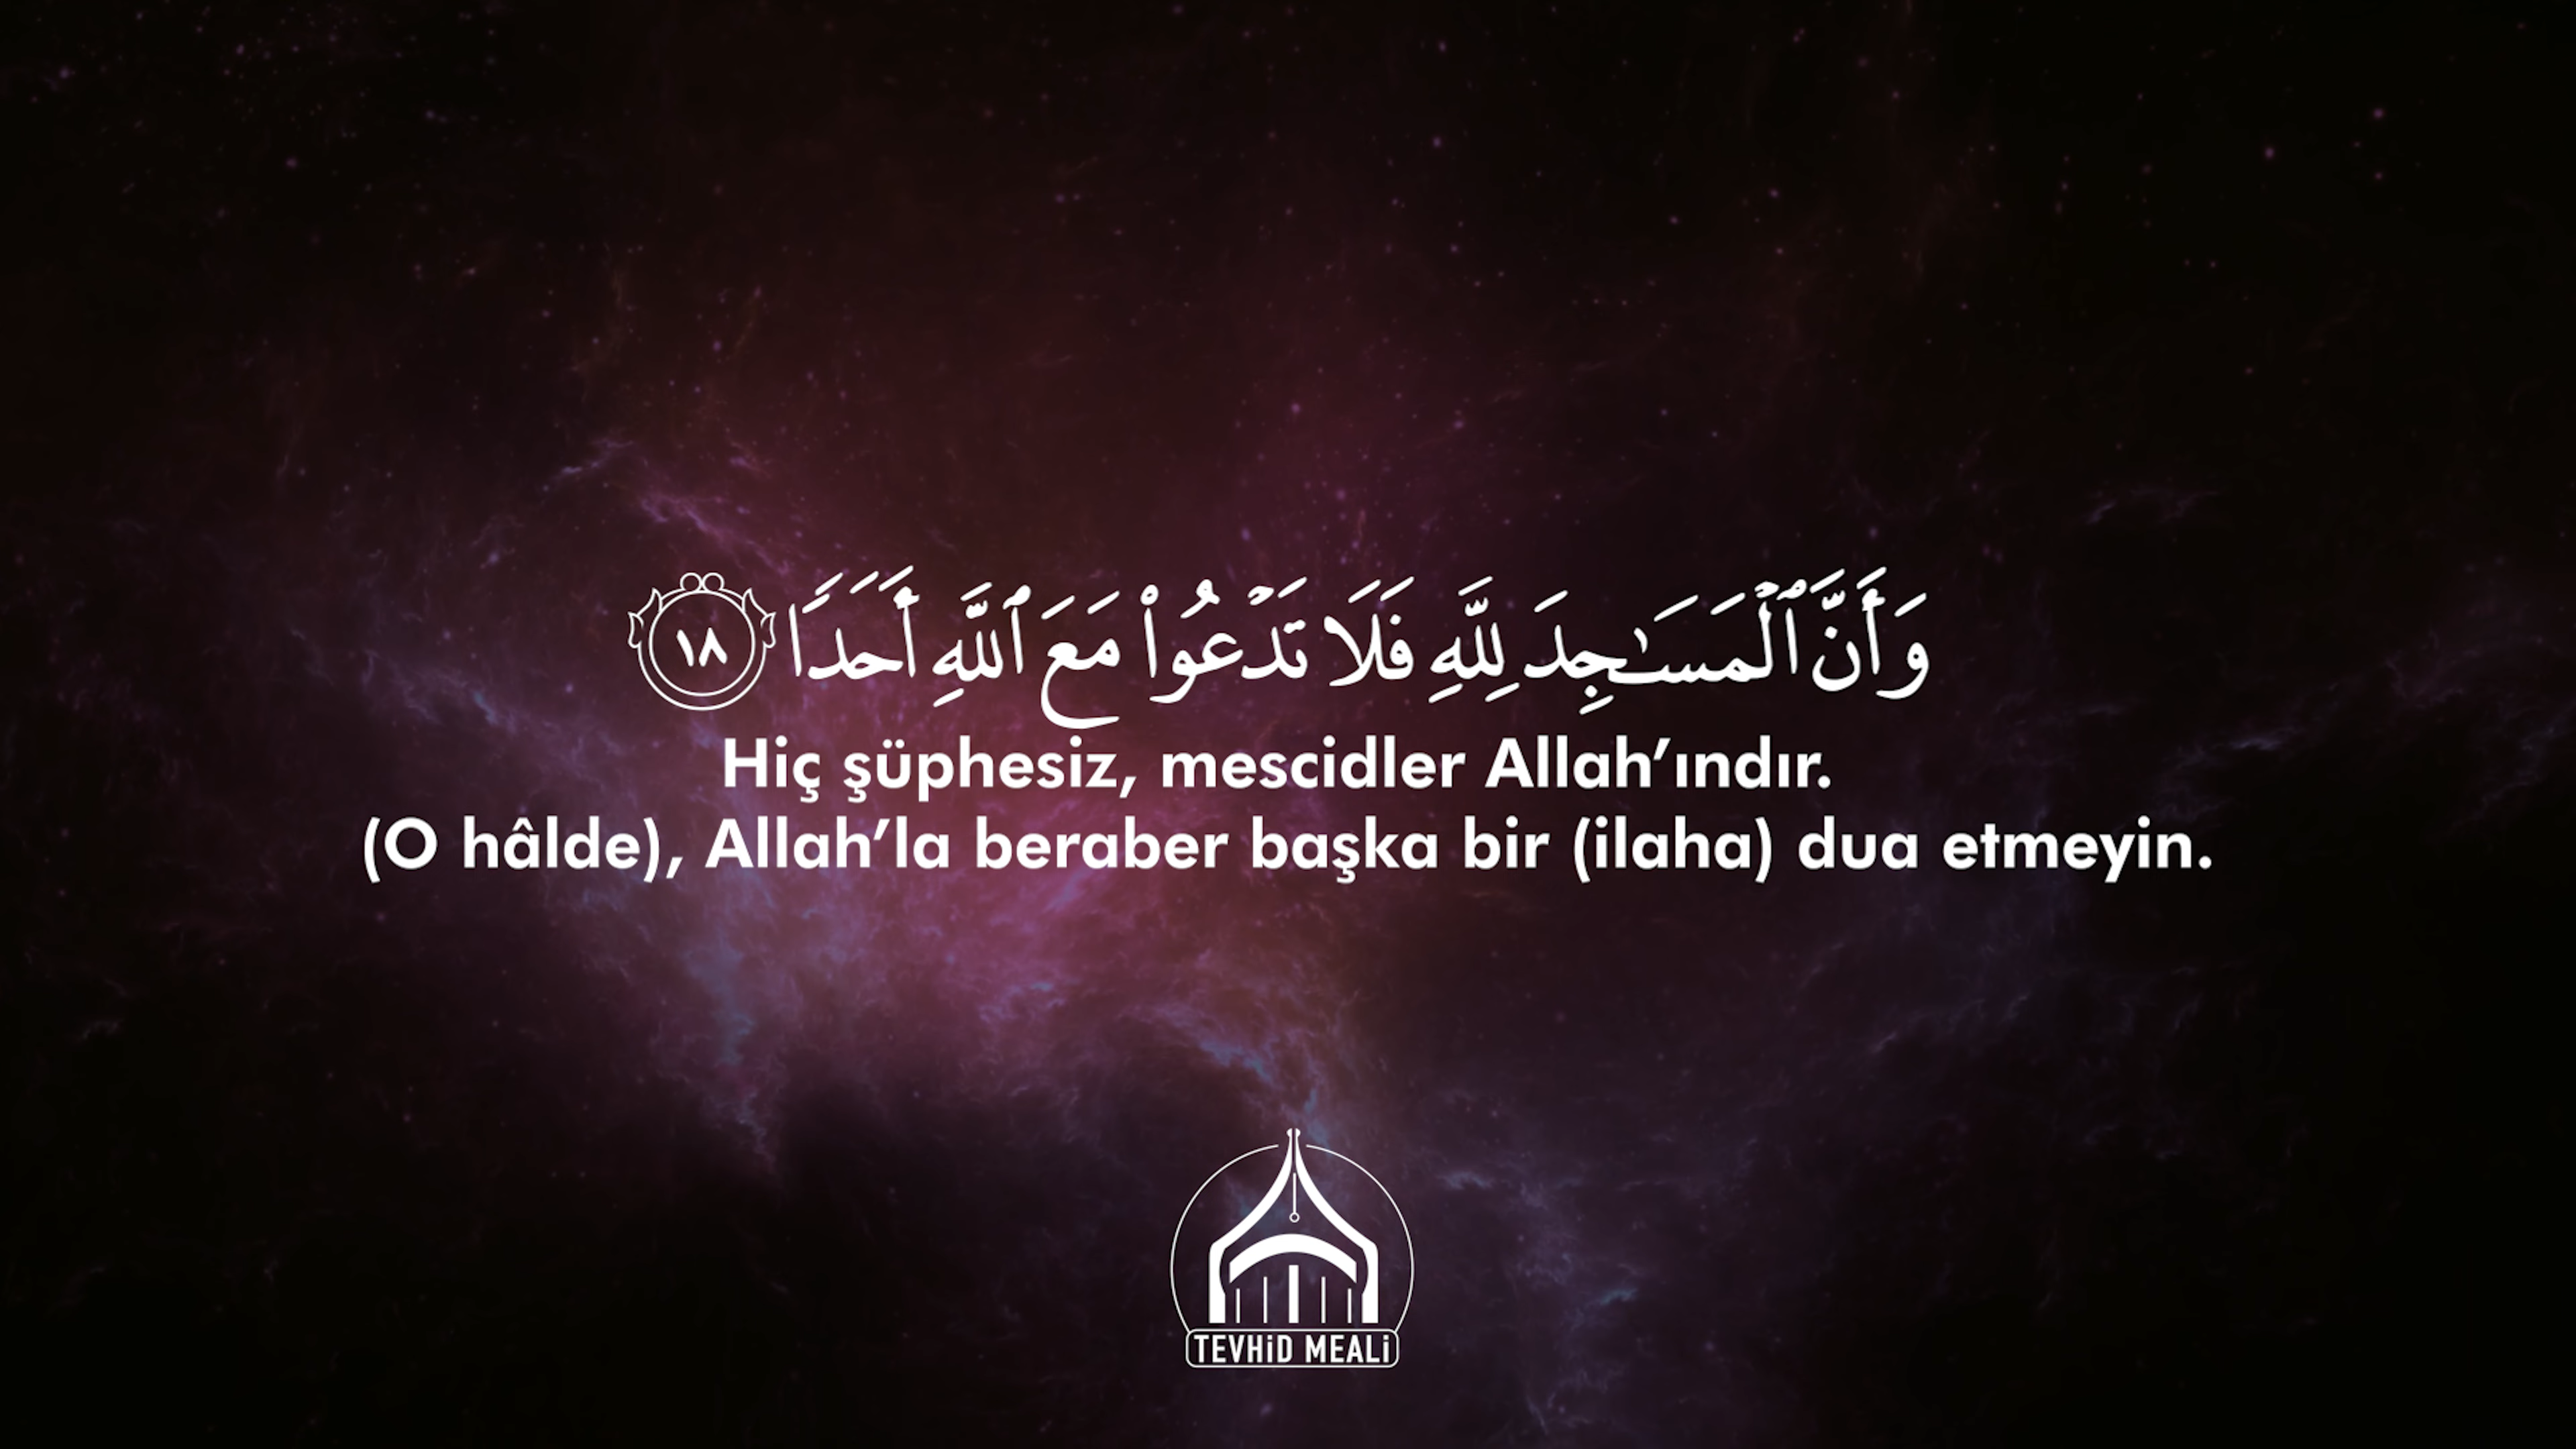 وَأَنَّ ٱلْمَسَـٰجِدَ لِلَّهِ فَلَا تَدْعُوا۟ مَعَ ٱللَّهِ أَحَدًا ١٨
Hiç şüphesiz, mescidler Allah’ındır.
(O hâlde), Allah’la beraber başka bir (ilaha) dua etmeyin.
TEVHiD MEALi